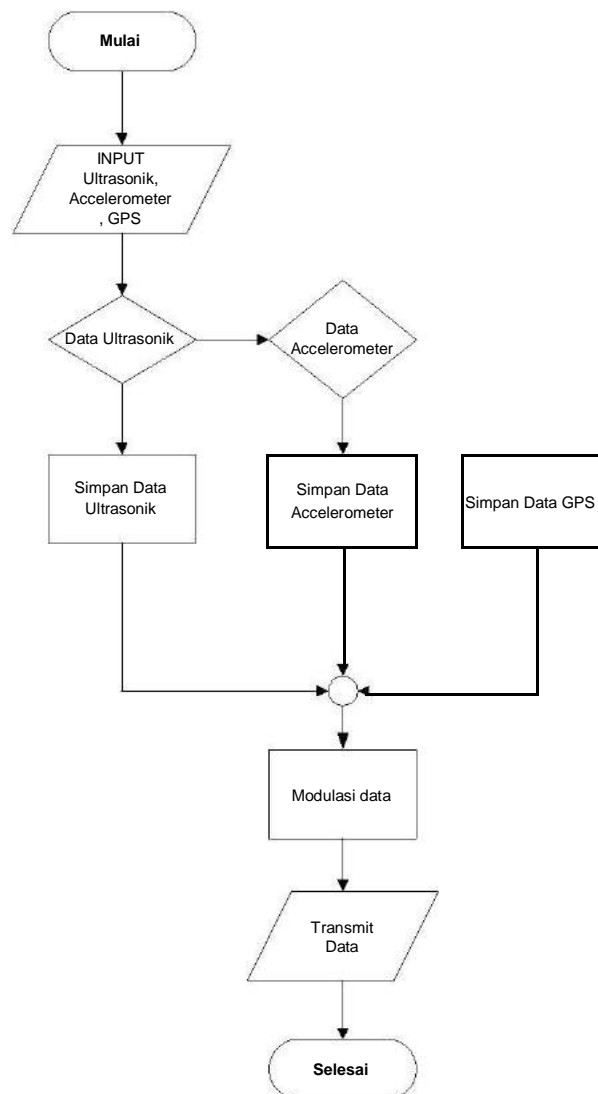 Mulai
INPUT
Ultrasonik,
Accelerometer
, GPS
Data Ultrasonik
Data
Accelerometer
Simpan Data
Ultrasonik
Simpan Data
Accelerometer
Simpan Data GPS
Modulasi data
Transmit
Data
Selesai